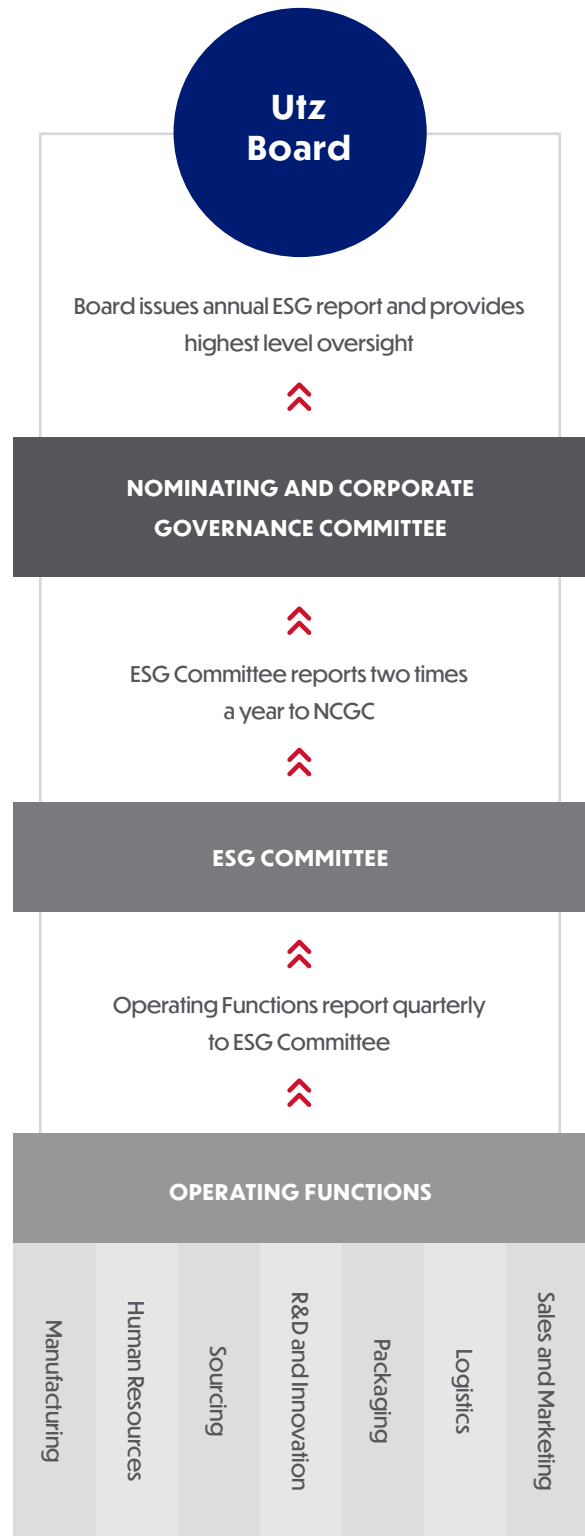 Utz
Board
Board issues annual ESG report and provides
highest level oversight
NOMINATING AND CORPORATE
GOVERNANCE COMMITTEE
ESG Committee reports two times
a year to NCGC
ESG COMMITTEE
Operating Functions report quarterly
to ESG Committee
OPERATING FUNCTIONS
Manufacturing
Human Resources
Sourcing
R&D and Innovation
Packaging
Logistics
Sales and Marketing